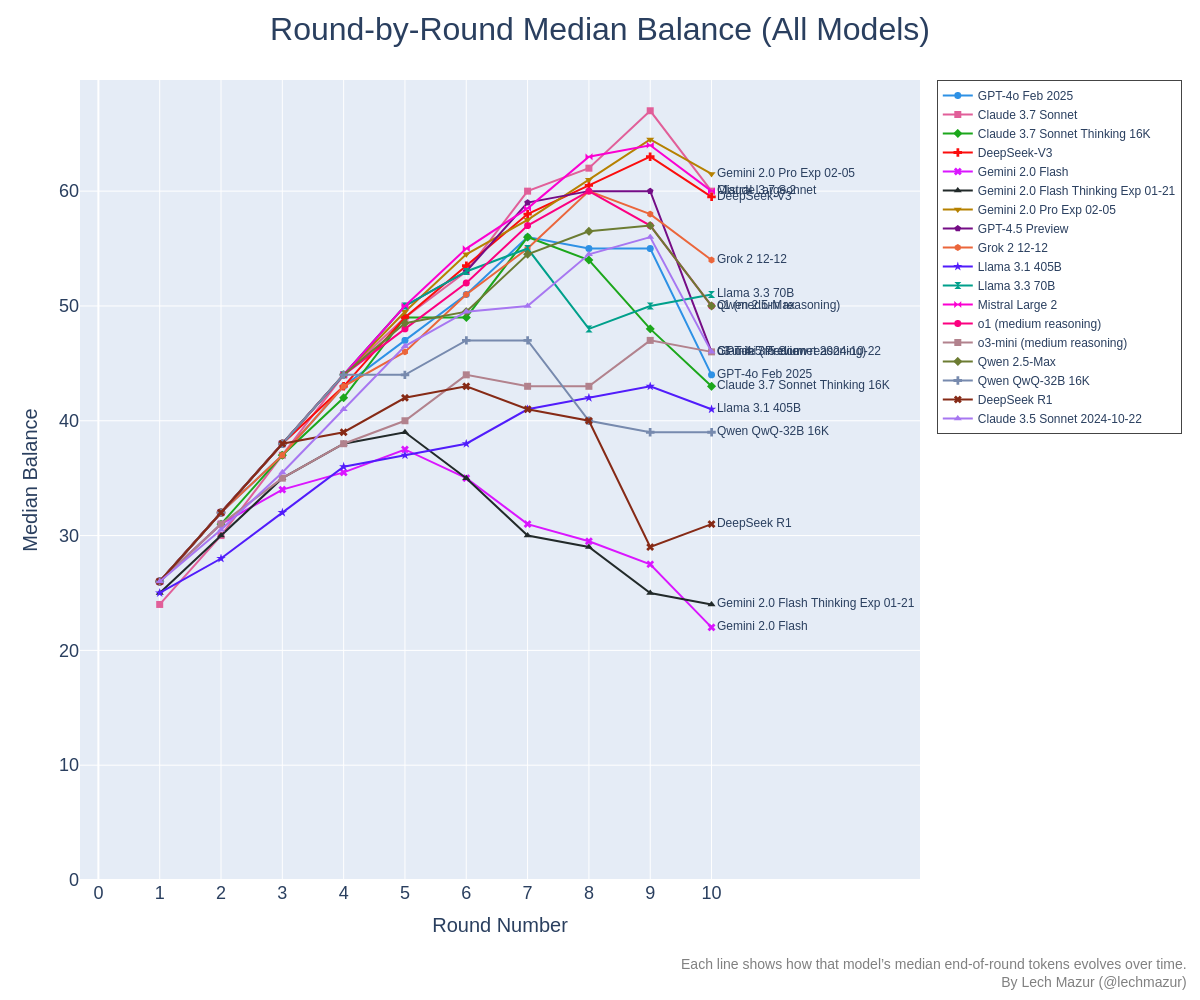 Round-by-Round Median Balance (All Models)
GPT-4o Feb 2025
Claude 3.7 Sonnet
Claude 3.7 Sonnet Thinking 16K
DeepSeek-V3
Gemini 2.0 Flash
Gemini 2.0 Flash Thinking Exp 01-21
Gemini 2.0 Pro Exp 02-05
GPT-4.5 Preview
Grok 2 12-12
Llama 3.1 405B
Llama 3.3 70B
Mistral Large 2
o1 (medium reasoning)
o3-mini (medium reasoning)
Qwen 2.5-Max
Qwen QwQ-32B 16K
DeepSeek R1
Claude 3.5 Sonnet 2024-10-22
Median Balance
60
50
40
30
20
10
0
Gemini 2.0 Pro Exp 02-05
DeepSeek-V3
Grok 2 12-12
Llama 3.3 70B
GPT-4o Feb 2025
Claude 3.7 Sonnet Thinking 16K
Llama 3.1 405B
Qwen QwQ-32B 16K
DeepSeek R1
Gemini 2.0 Flash Thinking Exp 01-21
Gemini 2.0 Flash
0 1 2 3 4 5 6 7 8 9 10
Round Number
Each line shows how that model’s median end-of-round tokens evolves over time.
By Lech Mazur (@lechmazur)